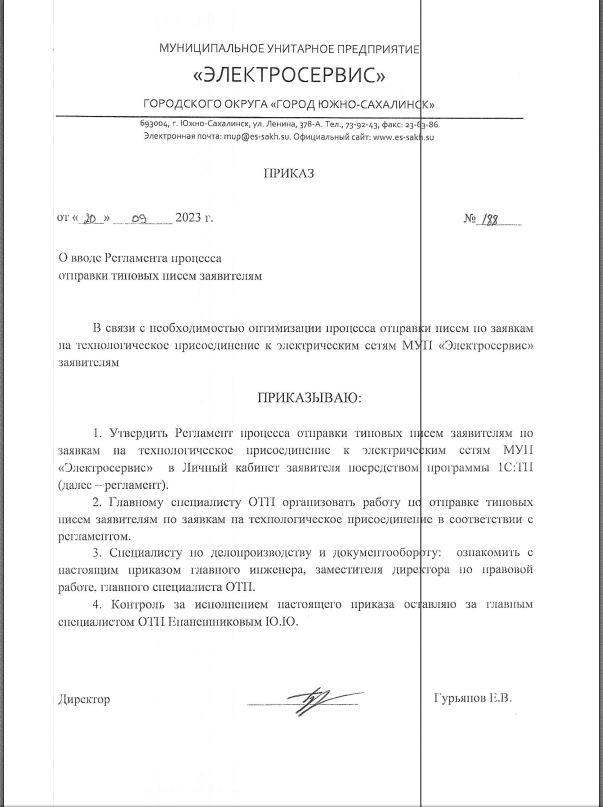 МУНИЦИПАЛЬНОЕ УНИТАРНОЕ ПРЕДПРИЯТИЕ
«ЭЛЕКТРОСЕРВИС»
ГОРОДСКОГО ОКРУГА «ГОРОД ЮЖНО-САХАЛИНСК»
693004, г. Южно-Сахалинск, ул. Ленина, 378-А. Тел., 73-92-43, факс: 23-63-86
Электронная почта: mup@es-sakh.su. Официальный сайт: www.es-sakh.su
ПРИКАЗ
от « 20 » 09 2023 г. № 188
О вводе Регламента процесса
отправки типовых писем заявителям
В связи с необходимостью оптимизации процесса отправки писем по заявкам
на технологическое присоединение к электрическим сетям МУП «Электросервис»
заявителям
ПРИКАЗЫВАЮ:
1. Утвердить Регламент процесса отправки типовых писем заявителям по
заявкам на технологическое присоединение к электрическим сетям МУП
«Электросервис» в Личный кабинет заявителя посредством программы 1С:ТП
(далее – регламент).
2. Главному специалисту ОТП организовать работу по отправке типовых
писем заявителям по заявкам на технологическое присоединение в соответствии с
регламентом.
3. Специалисту по делопроизводству и документообороту: ознакомить с
настоящим приказом главного инженера, заместителя директора по правовой
работе, главного специалиста ОТП.
4. Контроль за исполнением настоящего приказа оставляю за главным
специалистом ОТП Епанешниковым Ю.Ю.
Директор Гурьянов Е.В.